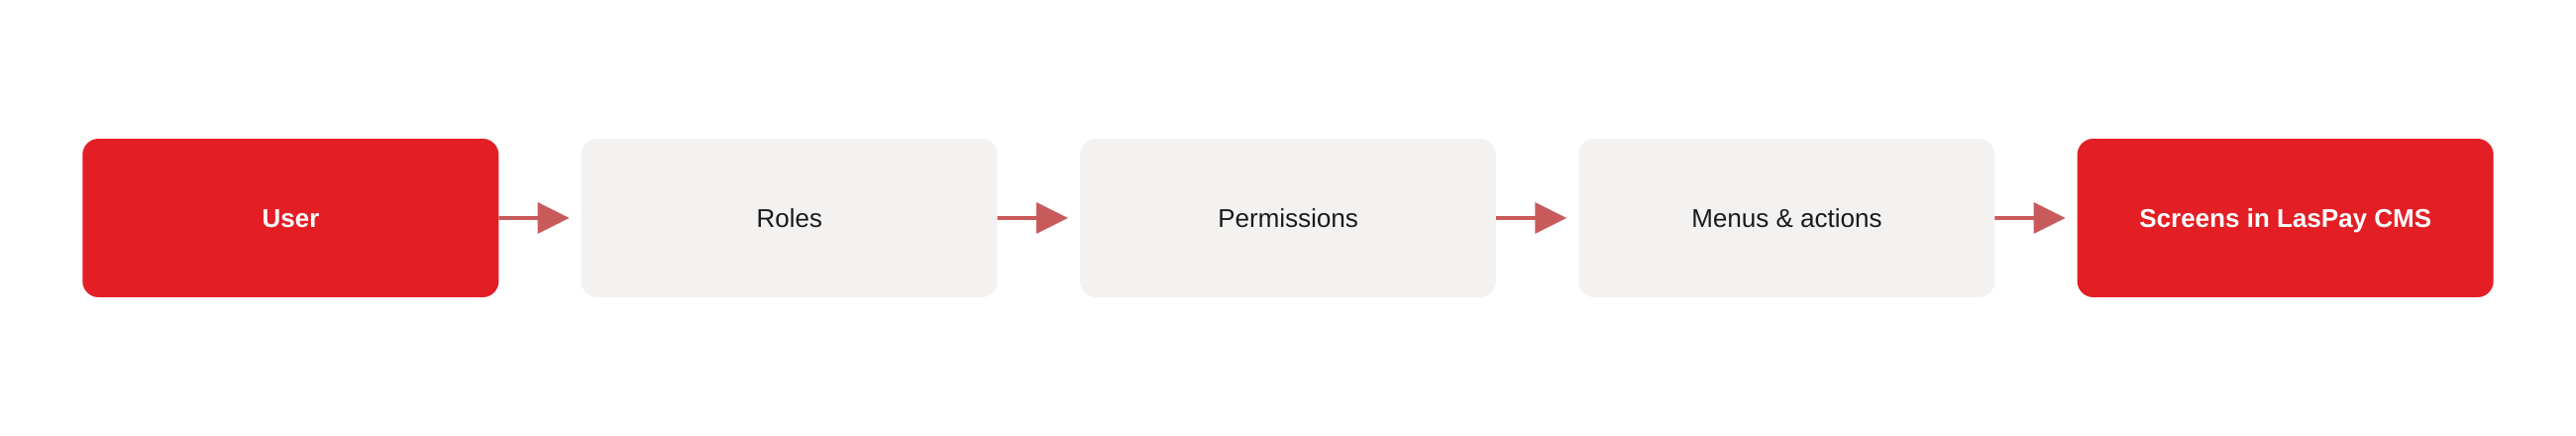 User
Roles
Permissions
Menus & actions
Screens in LasPay CMS